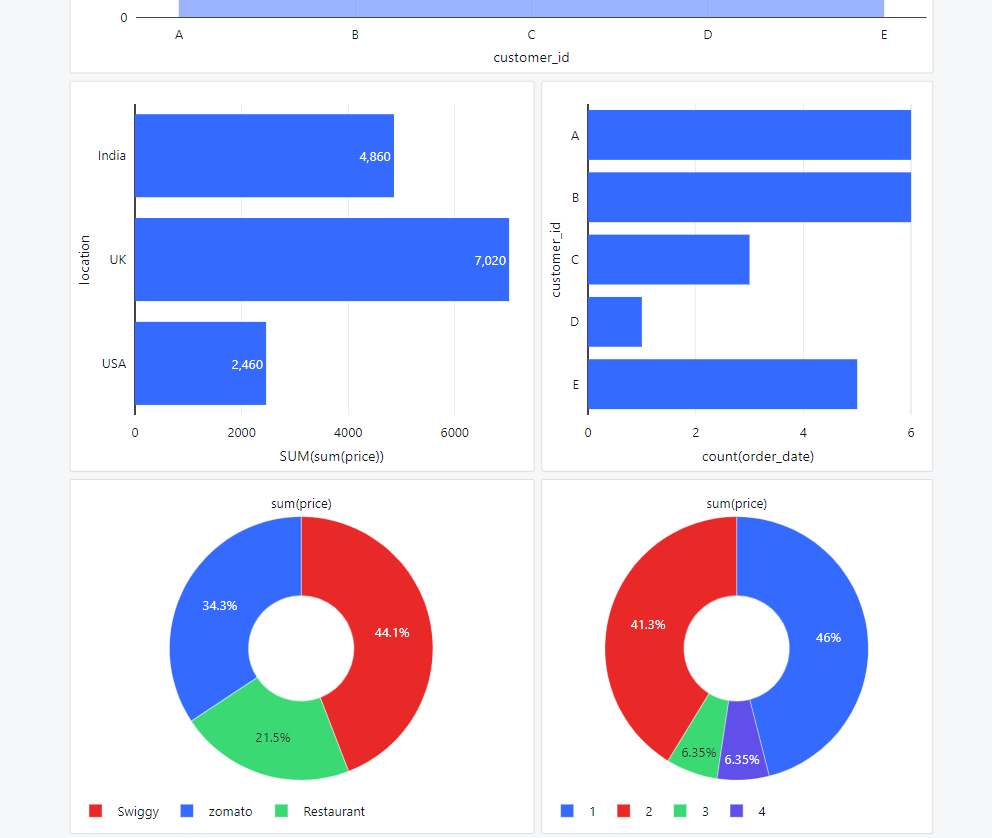 0
A B C D E
customer_id
location
India 4,860
UK 7,020
USA 2,460
0 2000 4000 6000
SUM(sum(price))
customer_id
A
B
C
D
E
0 2 4 6
count(order_date)
sum(price)
34.3%
44.1%
21.5%
Swiggy zomato Restaurant
sum(price)
41.3%
46%
6.35%
6.35%
1 2 3 4